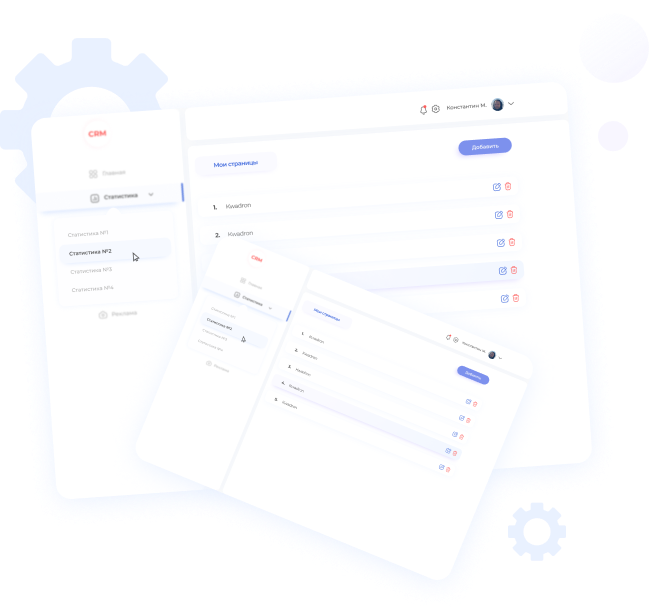 CRM
Константин М.
Главная
Мои страницы
Добавить
Статистика
1. Kwadron
Статистика №1
2. Kwadron
Статистика №2
Статистика №3
Статистика №4
Реклама
CRM
Главная
Статистика
Мои страницы
Константин М.
Добавить
Статистика №1
Статистика №2
Статистика №3
Статистика №4
Реклама
1. Kwadron
2. Kwadron
3. Kwadron
4. Kwadron
5. Kwadron